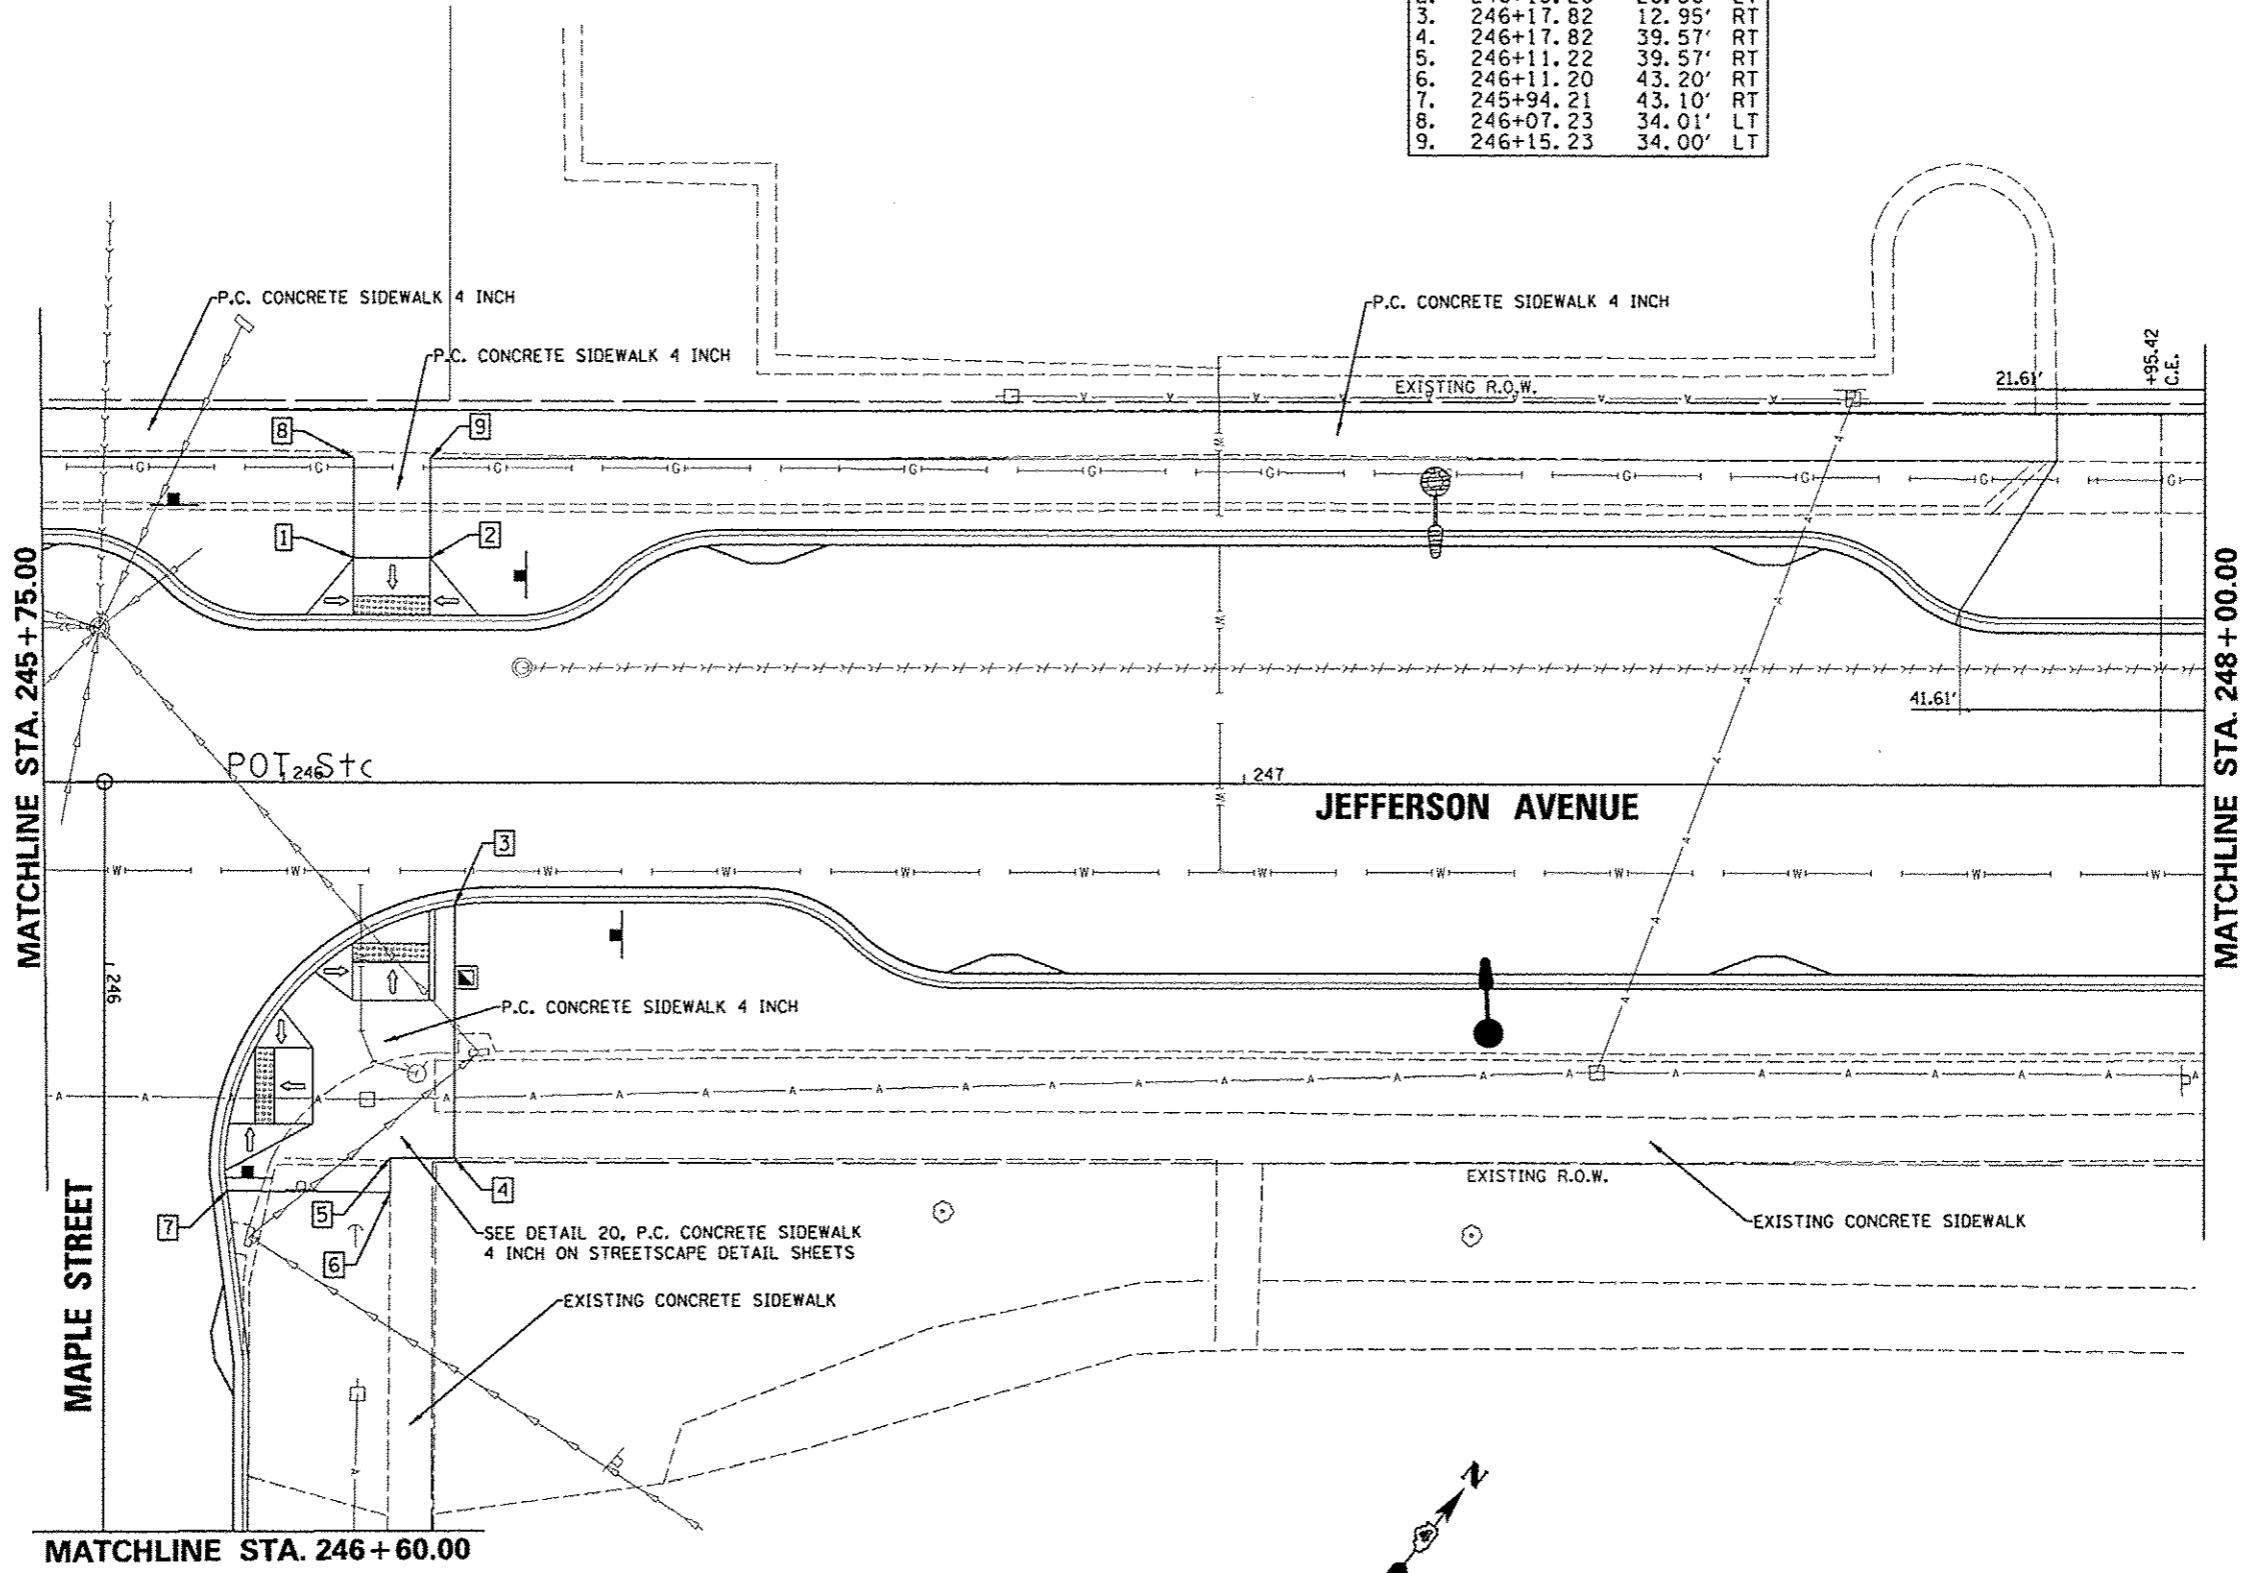 3. 246+17.82 12.95' RT
4. 246+17.82 39.57' RT
5. 246+11.22 39.57' RT
6. 246+11.20 43.20' RT
7. 245+94.21 43.10' RT
8. 246+07.23 34.01' LT
9. 246+15.23 34.00' LT
P.C. CONCRETE SIDEWALK 4 INCH
P.C. CONCRETE SIDEWALK 4 INCH
P.C. CONCRETE SIDEWALK 4 INCH
+95.42
C.E.
21.61'
EXISTING R.O.W.
8
9
G G G G G G G G G G G G
1
2
MATCHLINE STA. 245+75.00
MATCHLINE STA. 248+00.00
41.61'
POT Stc
246
247
JEFFERSON AVENUE
3
W W W W W W W W W W W W
246
P.C. CONCRETE SIDEWALK 4 INCH
4
EXISTING R.O.W.
5
7
6
SEE DETAIL 20, P.C. CONCRETE SIDEWALK
4 INCH ON STREETSCAPE DETAIL SHEETS
EXISTING CONCRETE SIDEWALK
EXISTING CONCRETE SIDEWALK
MAPLE STREET
N
MATCHLINE STA. 246+60.00